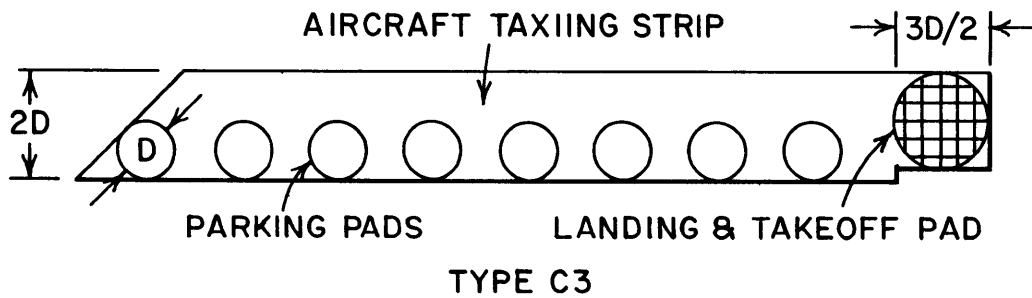 AIRCRAFT TAXIING STRIP
3D/2
2D
D
PARKING PADS
LANDING & TAKEOFF PAD
TYPE C3